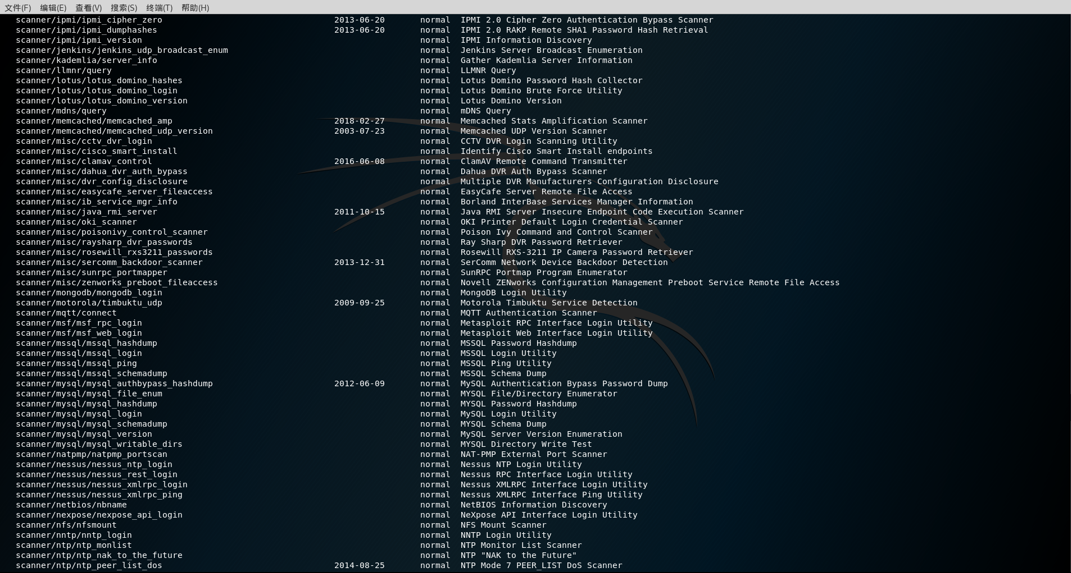 文件(F) 编辑(E) 查看(V) 搜索(S) 终端(T) 帮助(H)
scanner/ipmi/ipmi_cipher_zero 2013-06-20 normal IPMI 2.0 Cipher Zero Authentication Bypass Scanner
scanner/ipmi/ipmi_dumphashes 2013-06-20 normal IPMI 2.0 RAKP Remote SHA1 Password Hash Retrieval
scanner/ipmi/ipmi_version normal IPMI Information Discovery
scanner/jenkins/jenkins_udp_broadcast_enum normal Jenkins Server Broadcast Enumeration
scanner/kademlia/server_info normal Gather Kademlia Server Information
scanner/llmnr/query normal LLMNR Query
scanner/lotus/lotus_domino_hashes normal Lotus Domino Password Hash Collector
scanner/lotus/lotus_domino_login normal Lotus Domino Brute Force Utility
scanner/lotus/lotus_domino_version normal Lotus Domino Version
scanner/mdns/query normal mDNS Query
scanner/memcached/memcached_amp 2018-02-27 normal Memcached Stats Amplification Scanner
scanner/memcached/memcached_udp_version 2003-07-23 normal Memcached UDP Version Scanner
scanner/misc/cctv_dvr_login normal CCTV DVR Login Scanning Utility
scanner/misc/cisco_smart_install normal Identify Cisco Smart Install endpoints
scanner/misc/clamav_control 2016-06-08 normal ClamAV Remote Command Transmitter
scanner/misc/dahua_dvr_auth_bypass normal Dahua DVR Auth Bypass Scanner
scanner/misc/dvr_config_disclosure normal Multiple DVR Manufacturers Configuration Disclosure
scanner/misc/easycafe_server_fileaccess normal EasyCafe Server Remote File Access
scanner/misc/ib_service_mgr_info normal Borland InterBase Services Manager Information
scanner/misc/java_rmi_server 2011-10-15 normal Java RMI Server Insecure Endpoint Code Execution Scanner
scanner/misc/oki_scanner normal OKI Printer Default Login Credential Scanner
scanner/misc/poisonivy_control_scanner normal Poison Ivy Command and Control Scanner
scanner/misc/raysharp_dvr_passwords normal Ray Sharp DVR Password Retriever
scanner/misc/rosewill_rxs3211_passwords normal Rosewill RXS-3211 IP Camera Password Retriever
scanner/misc/sercomm_backdoor_scanner 2013-12-31 normal SerComm Network Device Backdoor Detection
scanner/misc/sunrpc_portmapper normal SunRPC Portmap Program Enumerator
scanner/misc/zenworks_preboot_fileaccess normal Novell ZENworks Configuration Management Preboot Service Remote File Access
scanner/mongodb/mongodb_login normal MongoDB Login Utility
scanner/motorola/timbuktu_udp 2009-09-25 normal Motorola Timbuktu Service Detection
scanner/mqtt/connect normal MQTT Authentication Scanner
scanner/msf/msf_rpc_login normal Metasploit RPC Interface Login Utility
scanner/msf/msf_web_login normal Metasploit Web Interface Login Utility
scanner/mssql/mssql_hashdump normal MSSQL Password Hashdump
scanner/mssql/mssql_login normal MSSQL Login Utility
scanner/mssql/mssql_ping normal MSSQL Ping Utility
scanner/mssql/mssql_schemadump normal MSSQL Schema Dump
scanner/mysql/mysql_authbypass_hashdump 2012-06-09 normal MySQL Authentication Bypass Password Dump
scanner/mysql/mysql_file_enum normal MYSQL File/Directory Enumerator
scanner/mysql/mysql_hashdump normal MYSQL Password Hashdump
scanner/mysql/mysql_login normal MySQL Login Utility
scanner/mysql/mysql_schemadump normal MYSQL Schema Dump
scanner/mysql/mysql_version normal MySQL Server Version Enumeration
scanner/mysql/mysql_writable_dirs normal MYSQL Directory Write Test
scanner/natpmp/natpmp_portscan normal NAT-PMP External Port Scanner
scanner/nessus/nessus_ntp_login normal Nessus NTP Login Utility
scanner/nessus/nessus_rest_login normal Nessus RPC Interface Login Utility
scanner/nessus/nessus_xmlrpc_login normal Nessus XMLRPC Interface Login Utility
scanner/nessus/nessus_xmlrpc_ping normal Nessus XMLRPC Interface Ping Utility
scanner/netbios/nbname normal NetBIOS Information Discovery
scanner/nexpose/nexpose_api_login normal NeXpose API Interface Login Utility
scanner/nfs/nfsmount normal NFS Mount Scanner
scanner/nntp/nntp_login normal NNTP Login Utility
scanner/ntp/ntp_monlist normal NTP Monitor List Scanner
scanner/ntp/ntp_nak_to_the_future normal NTP "NAK to the Future"
scanner/ntp/ntp_peer_list_dos 2014-08-25 normal NTP Mode 7 PEER_LIST DoS Scanner